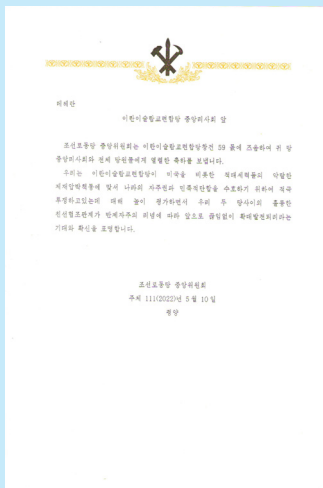 테헤란
이란이슬람교련합당 중앙리사회 앞
조선로동당 중앙위원회는 이란이슬람교련합당창건 59 돐에 즈음하여 귀 당
중앙리사회와 전체 당원들에게 열렬한 축하를 보냅니다.
우리는 이란이슬람교련합당이 미국을 비롯한 적대세력들의 악랄한
제재압박책동에 맞서 나라의 자주권과 민족적단합을 수호하기 위하여 적극
투쟁하고있는데 대해 높이 평가하면서 우리 두 당사이의 훌륭한
친선협조관계가 반제자주의 리념에 따라 앞으로 끊임없이 확대발전되리라는
기대와 확신을 표명합니다.
조선로동당 중앙위원회
주체 111(2022)년 5 월 10 일
평양